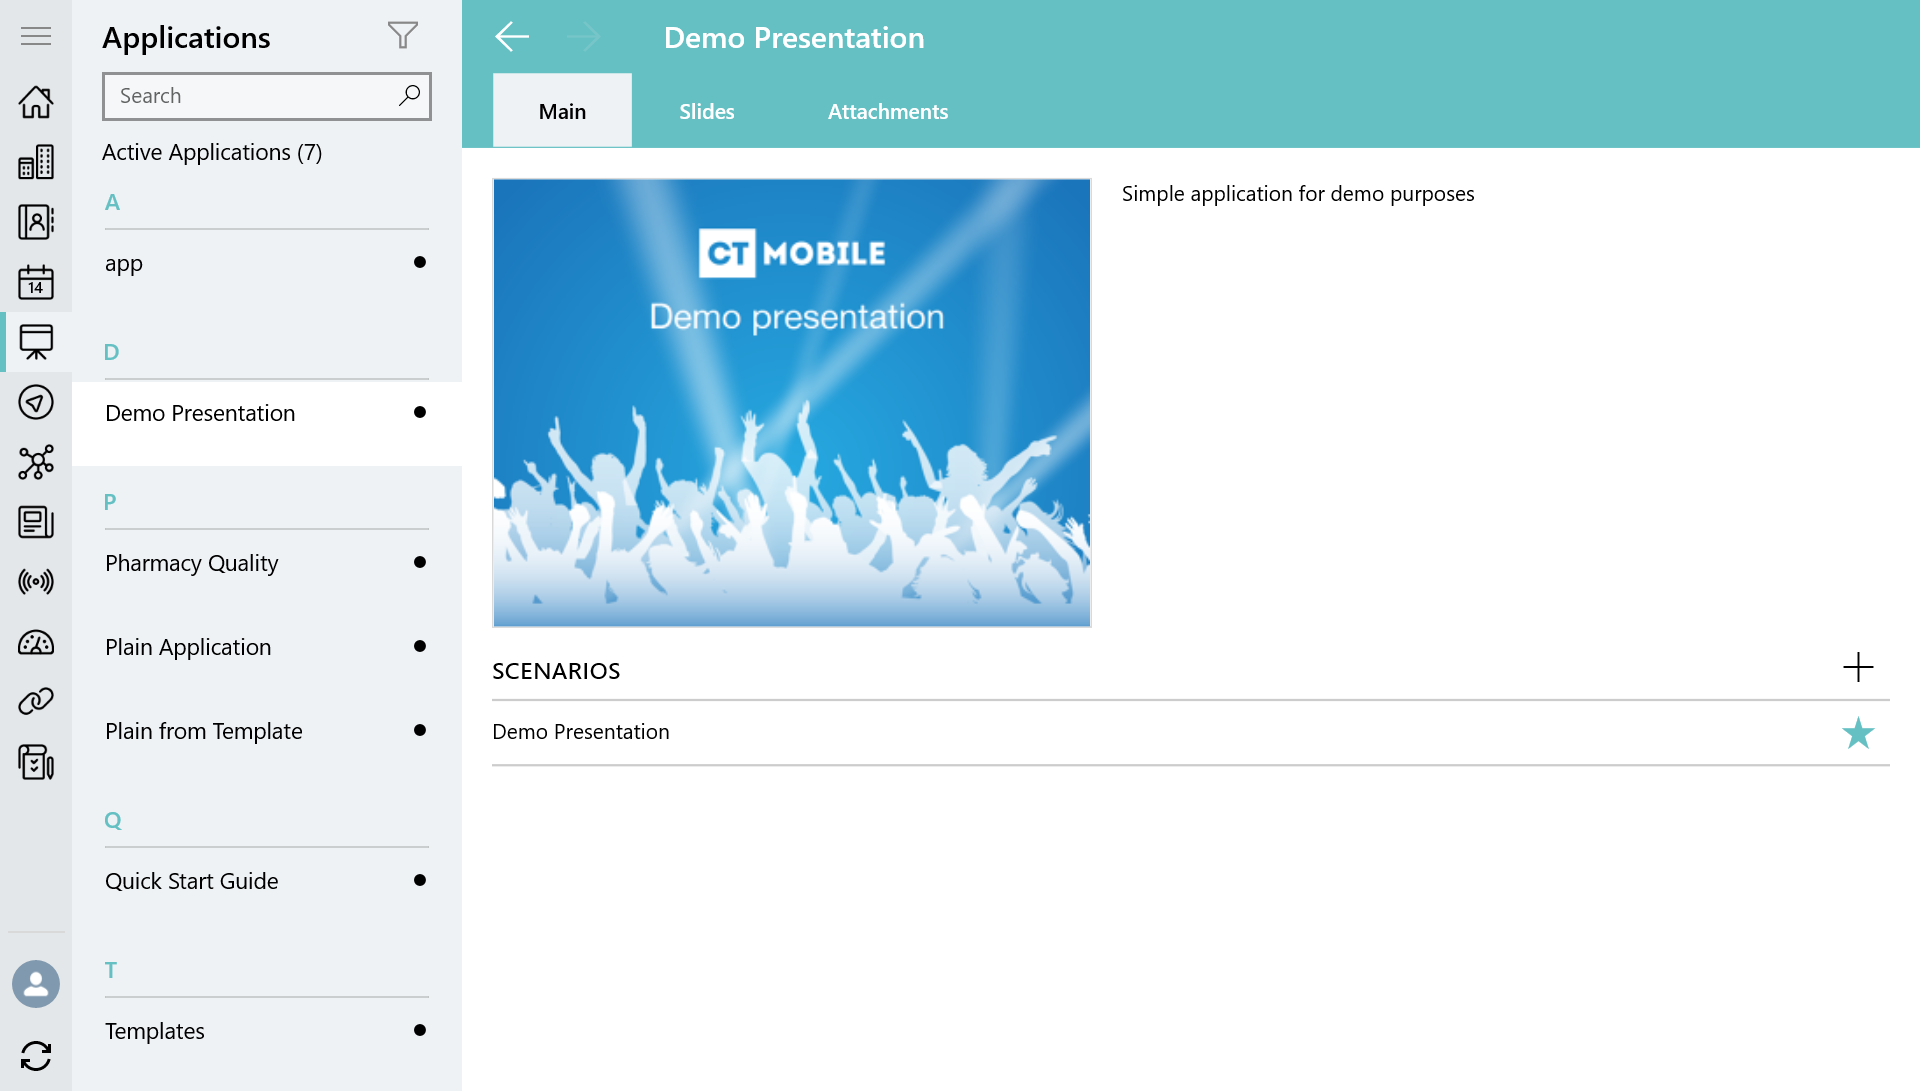 Applications
Search
Active Applications (7)
A
app
D
Demo Presentation
P
Pharmacy Quality
Plain Application
Plain from Template
Q
Quick Start Guide
T
Templates
14
Demo Presentation
Main
Slides
Attachments
CT MOBILE
Demo presentation
Simple application for demo purposes
SCENARIOS
Demo Presentation